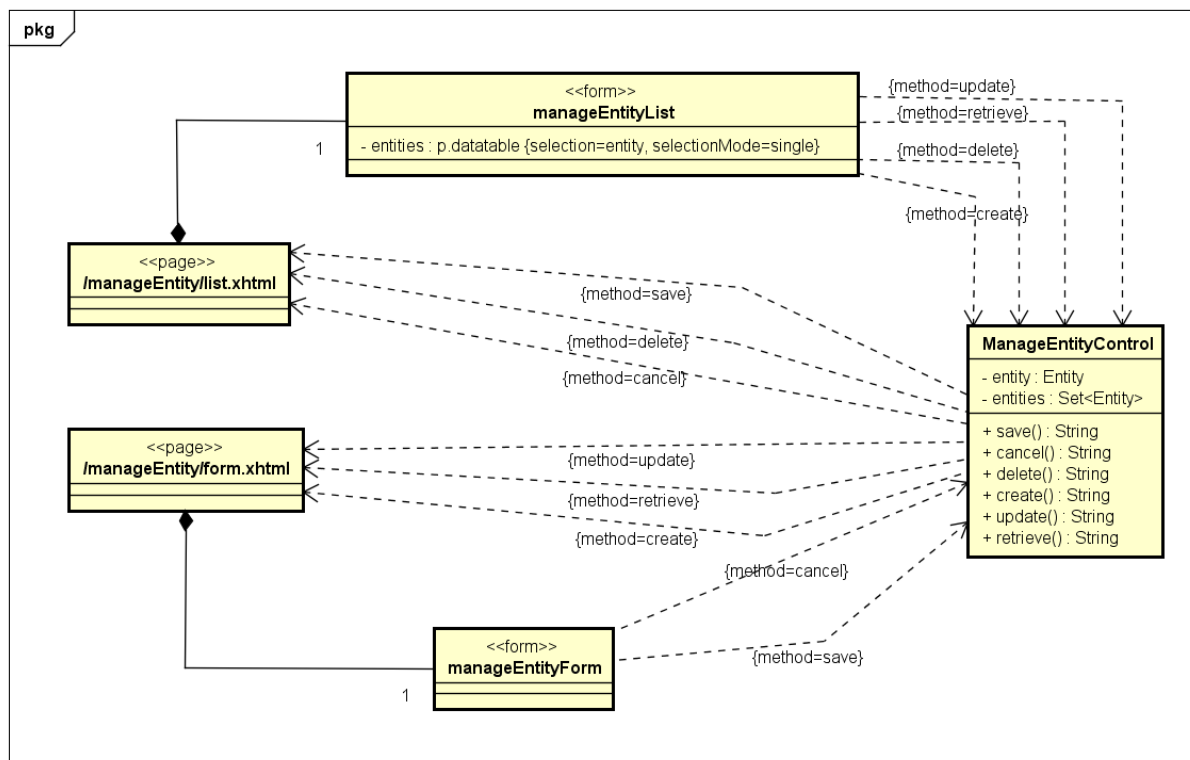 pkg
<<form>>
manageEntityList
- entities : p.datatable {selection=entity, selectionMode=single}
{method=update}
{method=retrieve}
{method=delete}
{method=create}
1
<<page>>
/manageEntity/list.xhtml
{method=save}
{method=delete}
{method=cancel}
ManageEntityControl
- entity : Entity
- entities : Set<Entity>
+ save() : String
+ cancel() : String
+ delete() : String
+ create() : String
+ update() : String
+ retrieve() : String
<<page>>
/manageEntity/form.xhtml
{method=update}
{method=retrieve}
{method=create}
{method=cancel}
{method=save}
<<form>>
manageEntityForm
1